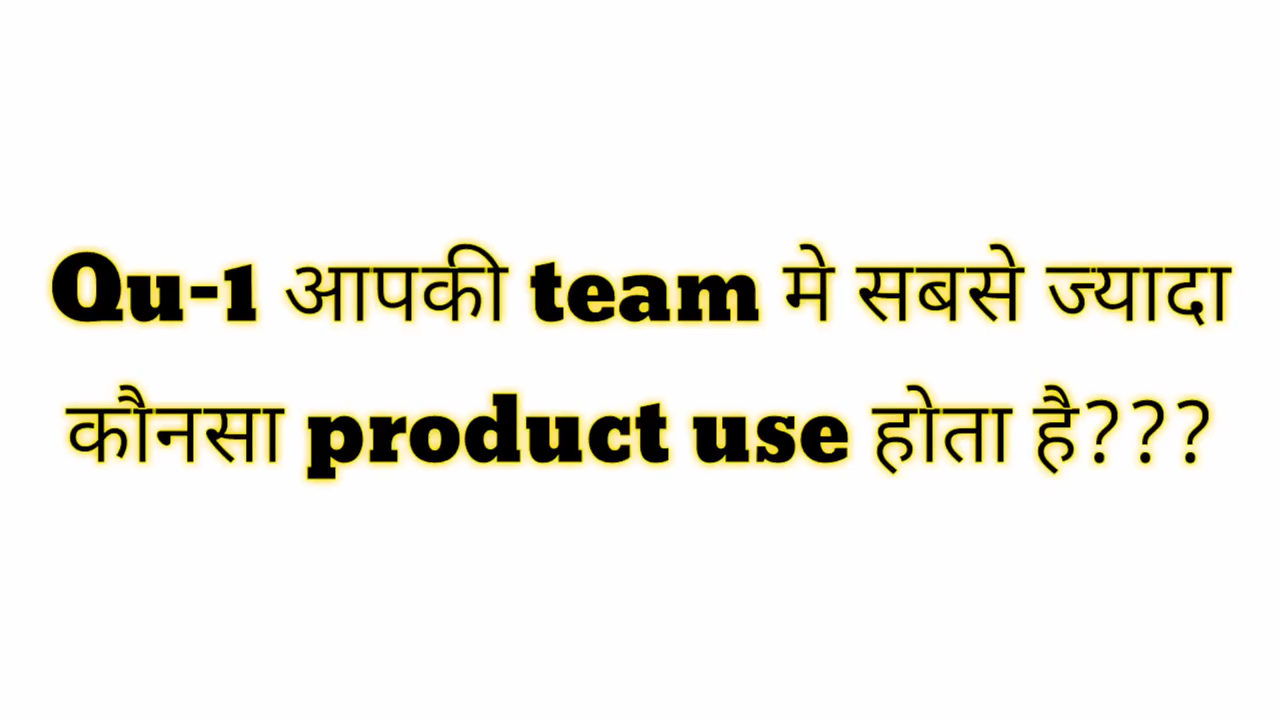 Qu-1 आपकी team मे सबसे ज्यादा
कौनसा product use होता है???